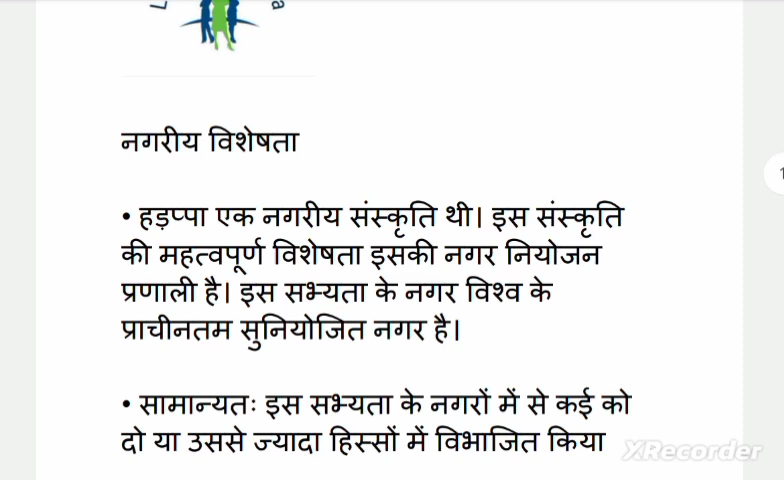 नगरीय विशेषता
• हड़प्पा एक नगरीय संस्कृति थी। इस संस्कृति
की महत्वपूर्ण विशेषता इसकी नगर नियोजन
प्रणाली है। इस सभ्यता के नगर विश्व के
प्राचीनतम सुनियोजित नगर है।
• सामान्यतः इस सभ्यता के नगरों में से कई को
दो या उससे ज्यादा हिस्सों में विभाजित किया
XRecorder